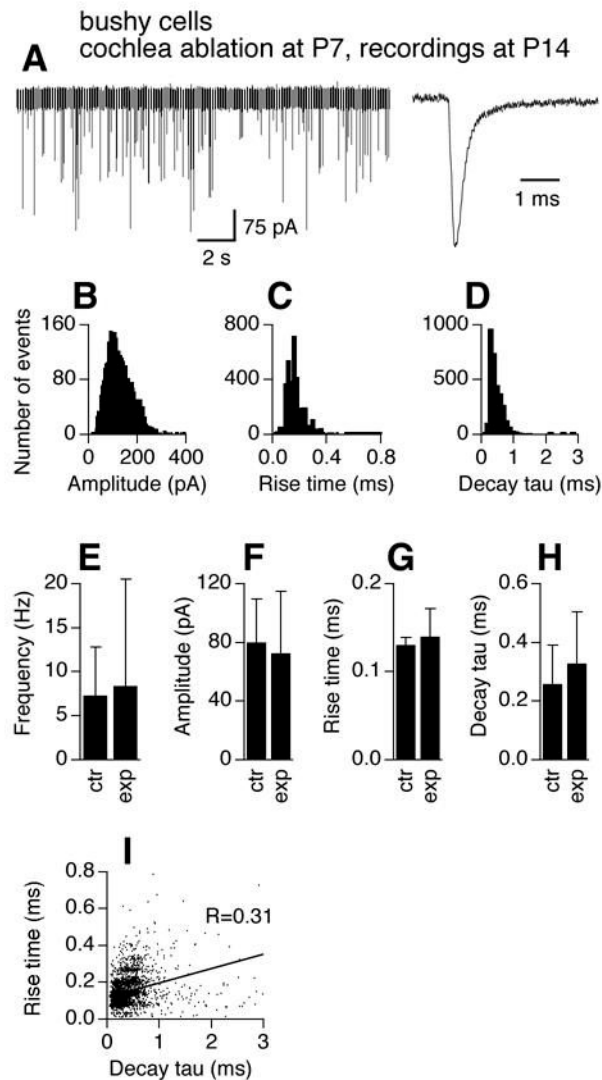 bushy cells
cochlea ablation at P7, recordings at P14
A
75 pA
2 s
1 ms
B
C
D
Number of events
160
80
0
0 200 400
Amplitude (pA)
800
400
0
0.0 0.4 0.8
Rise time (ms)
1000
500
0
0 1 2 3
Decay tau (ms)
E
F
G
H
Frequency (Hz)
20
15
10
5
0
ctr
exp
Amplitude (pA)
120
80
40
0
ctr
exp
Rise time (ms)
0.2
0.1
0.0
ctr
exp
Decay tau (ms)
0.6
0.4
0.2
0.0
ctr
exp
I
Rise time (ms)
0.8
0.6
0.4
0.2
0.0
R=0.31
0 1 2 3
Decay tau (ms)